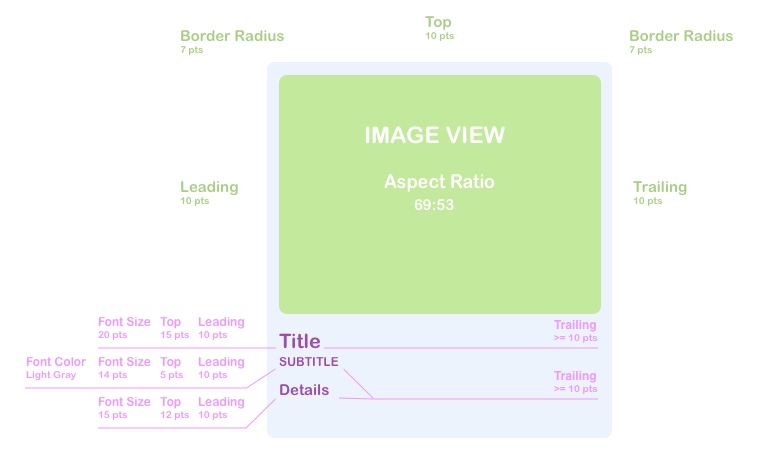 Top
10 pts
Border Radius
7 pts
Border Radius
7 pts
IMAGE VIEW
Aspect Ratio
69:53
Leading
10 pts
Trailing
10 pts
Font Size Top Leading
20 pts 15 pts 10 pts
Title
Trailing
>= 10 pts
Font Color Font Size Top Leading
Light Gray 14 pts 5 pts 10 pts
SUBTITLE
Trailing
>= 10 pts
Details
Font Size Top Leading
15 pts 12 pts 10 pts